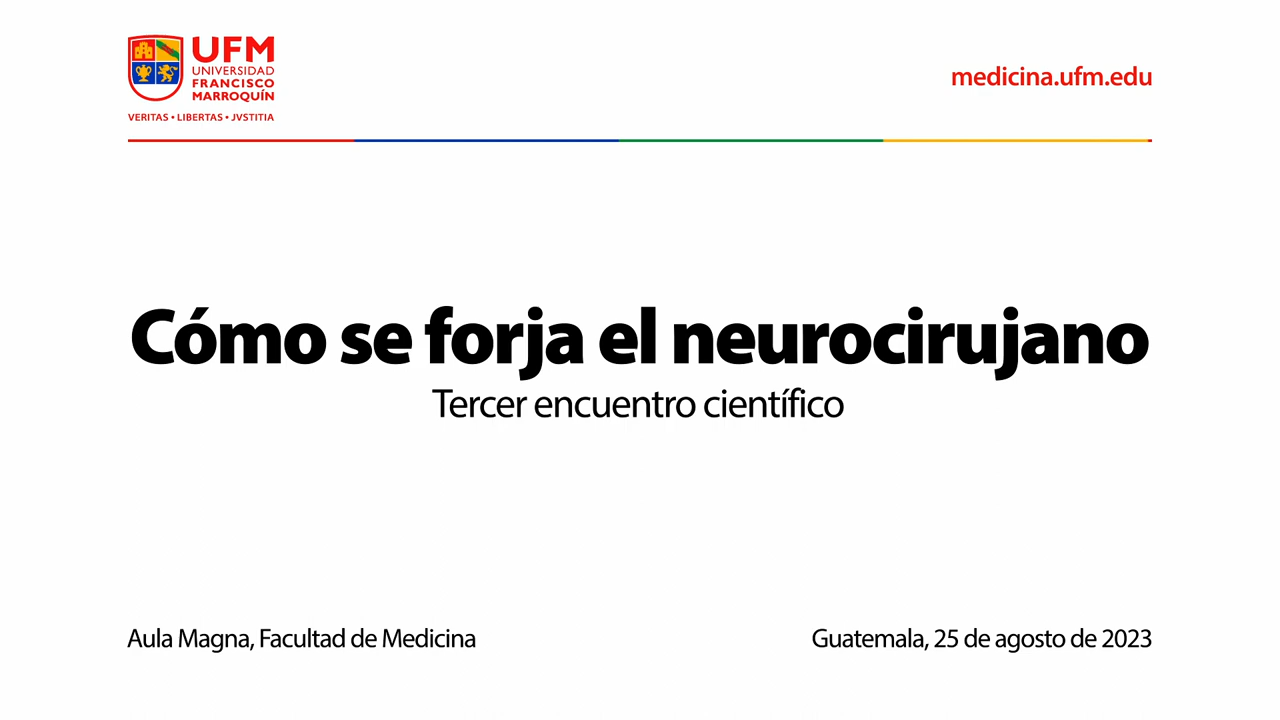 UFM
UNIVERSIDAD
FRANCISCO
MARROQUÍN
VERITAS • LIBERTAS • JVSTITIA
medicina.ufm.edu
Cómo se forja el neurocirujano
Tercer encuentro científico
Aula Magna, Facultad de Medicina
Guatemala, 25 de agosto de 2023